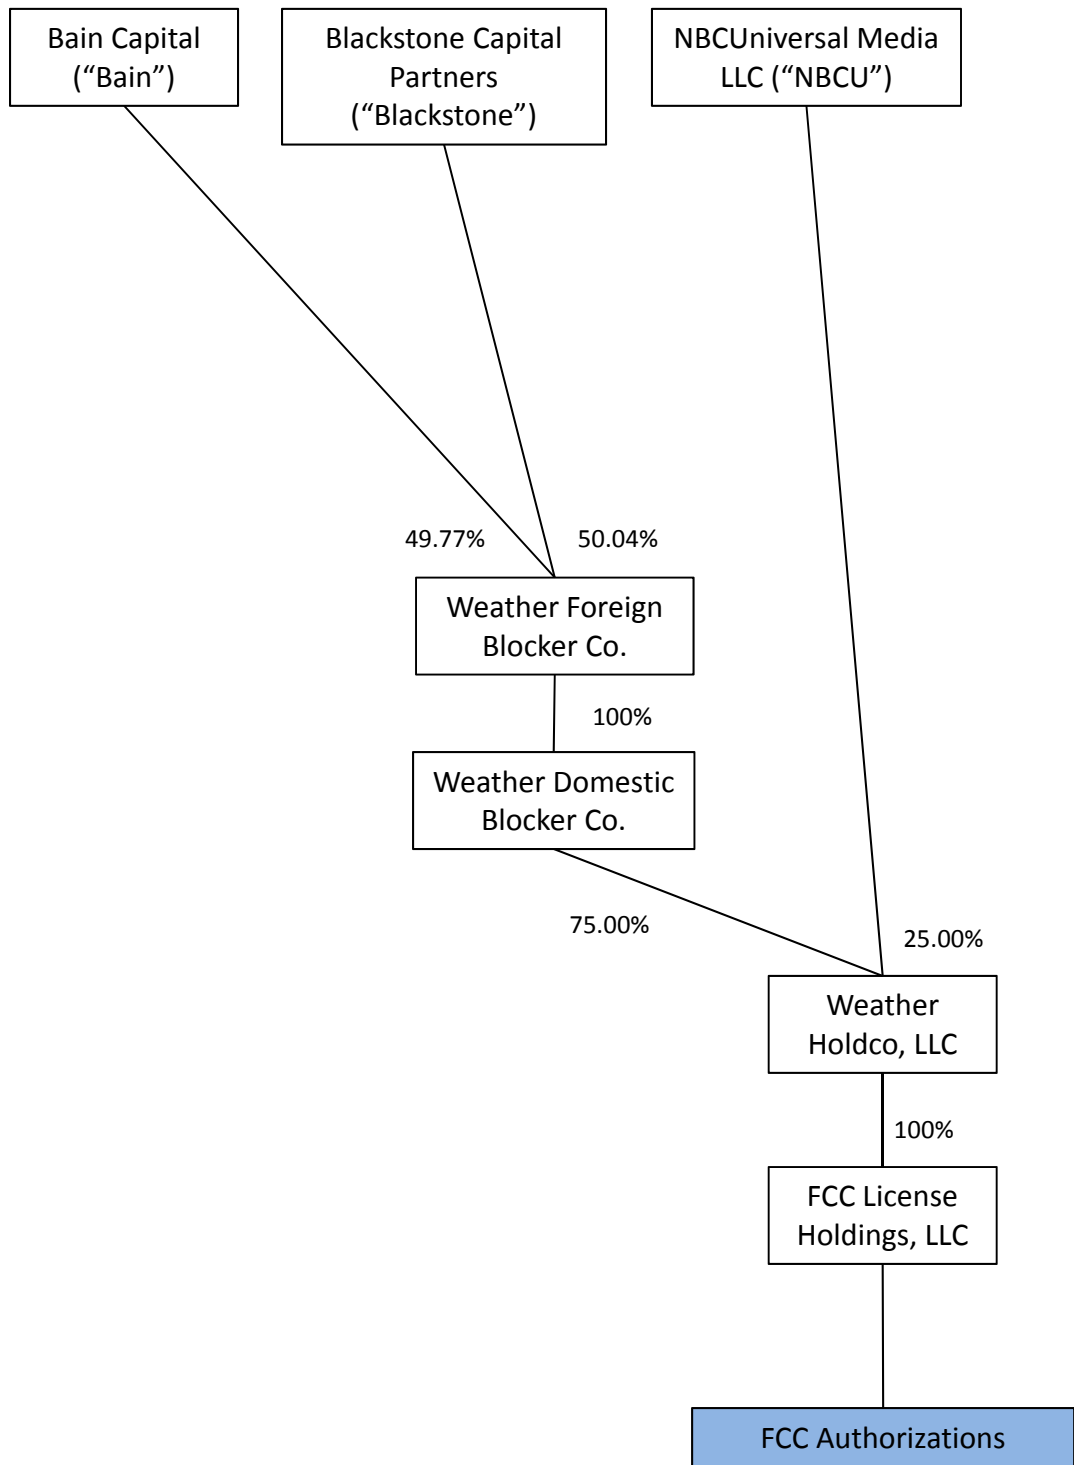 Bain Capital
(“Bain”)
Blackstone Capital
Partners
(“Blackstone”)
NBCUniversal Media
LLC (“NBCU”)
49.77%
50.04%
Weather Foreign
Blocker Co.
100%
Weather Domestic
Blocker Co.
75.00%
25.00%
Weather
Holdco, LLC
100%
FCC License
Holdings, LLC
FCC Authorizations